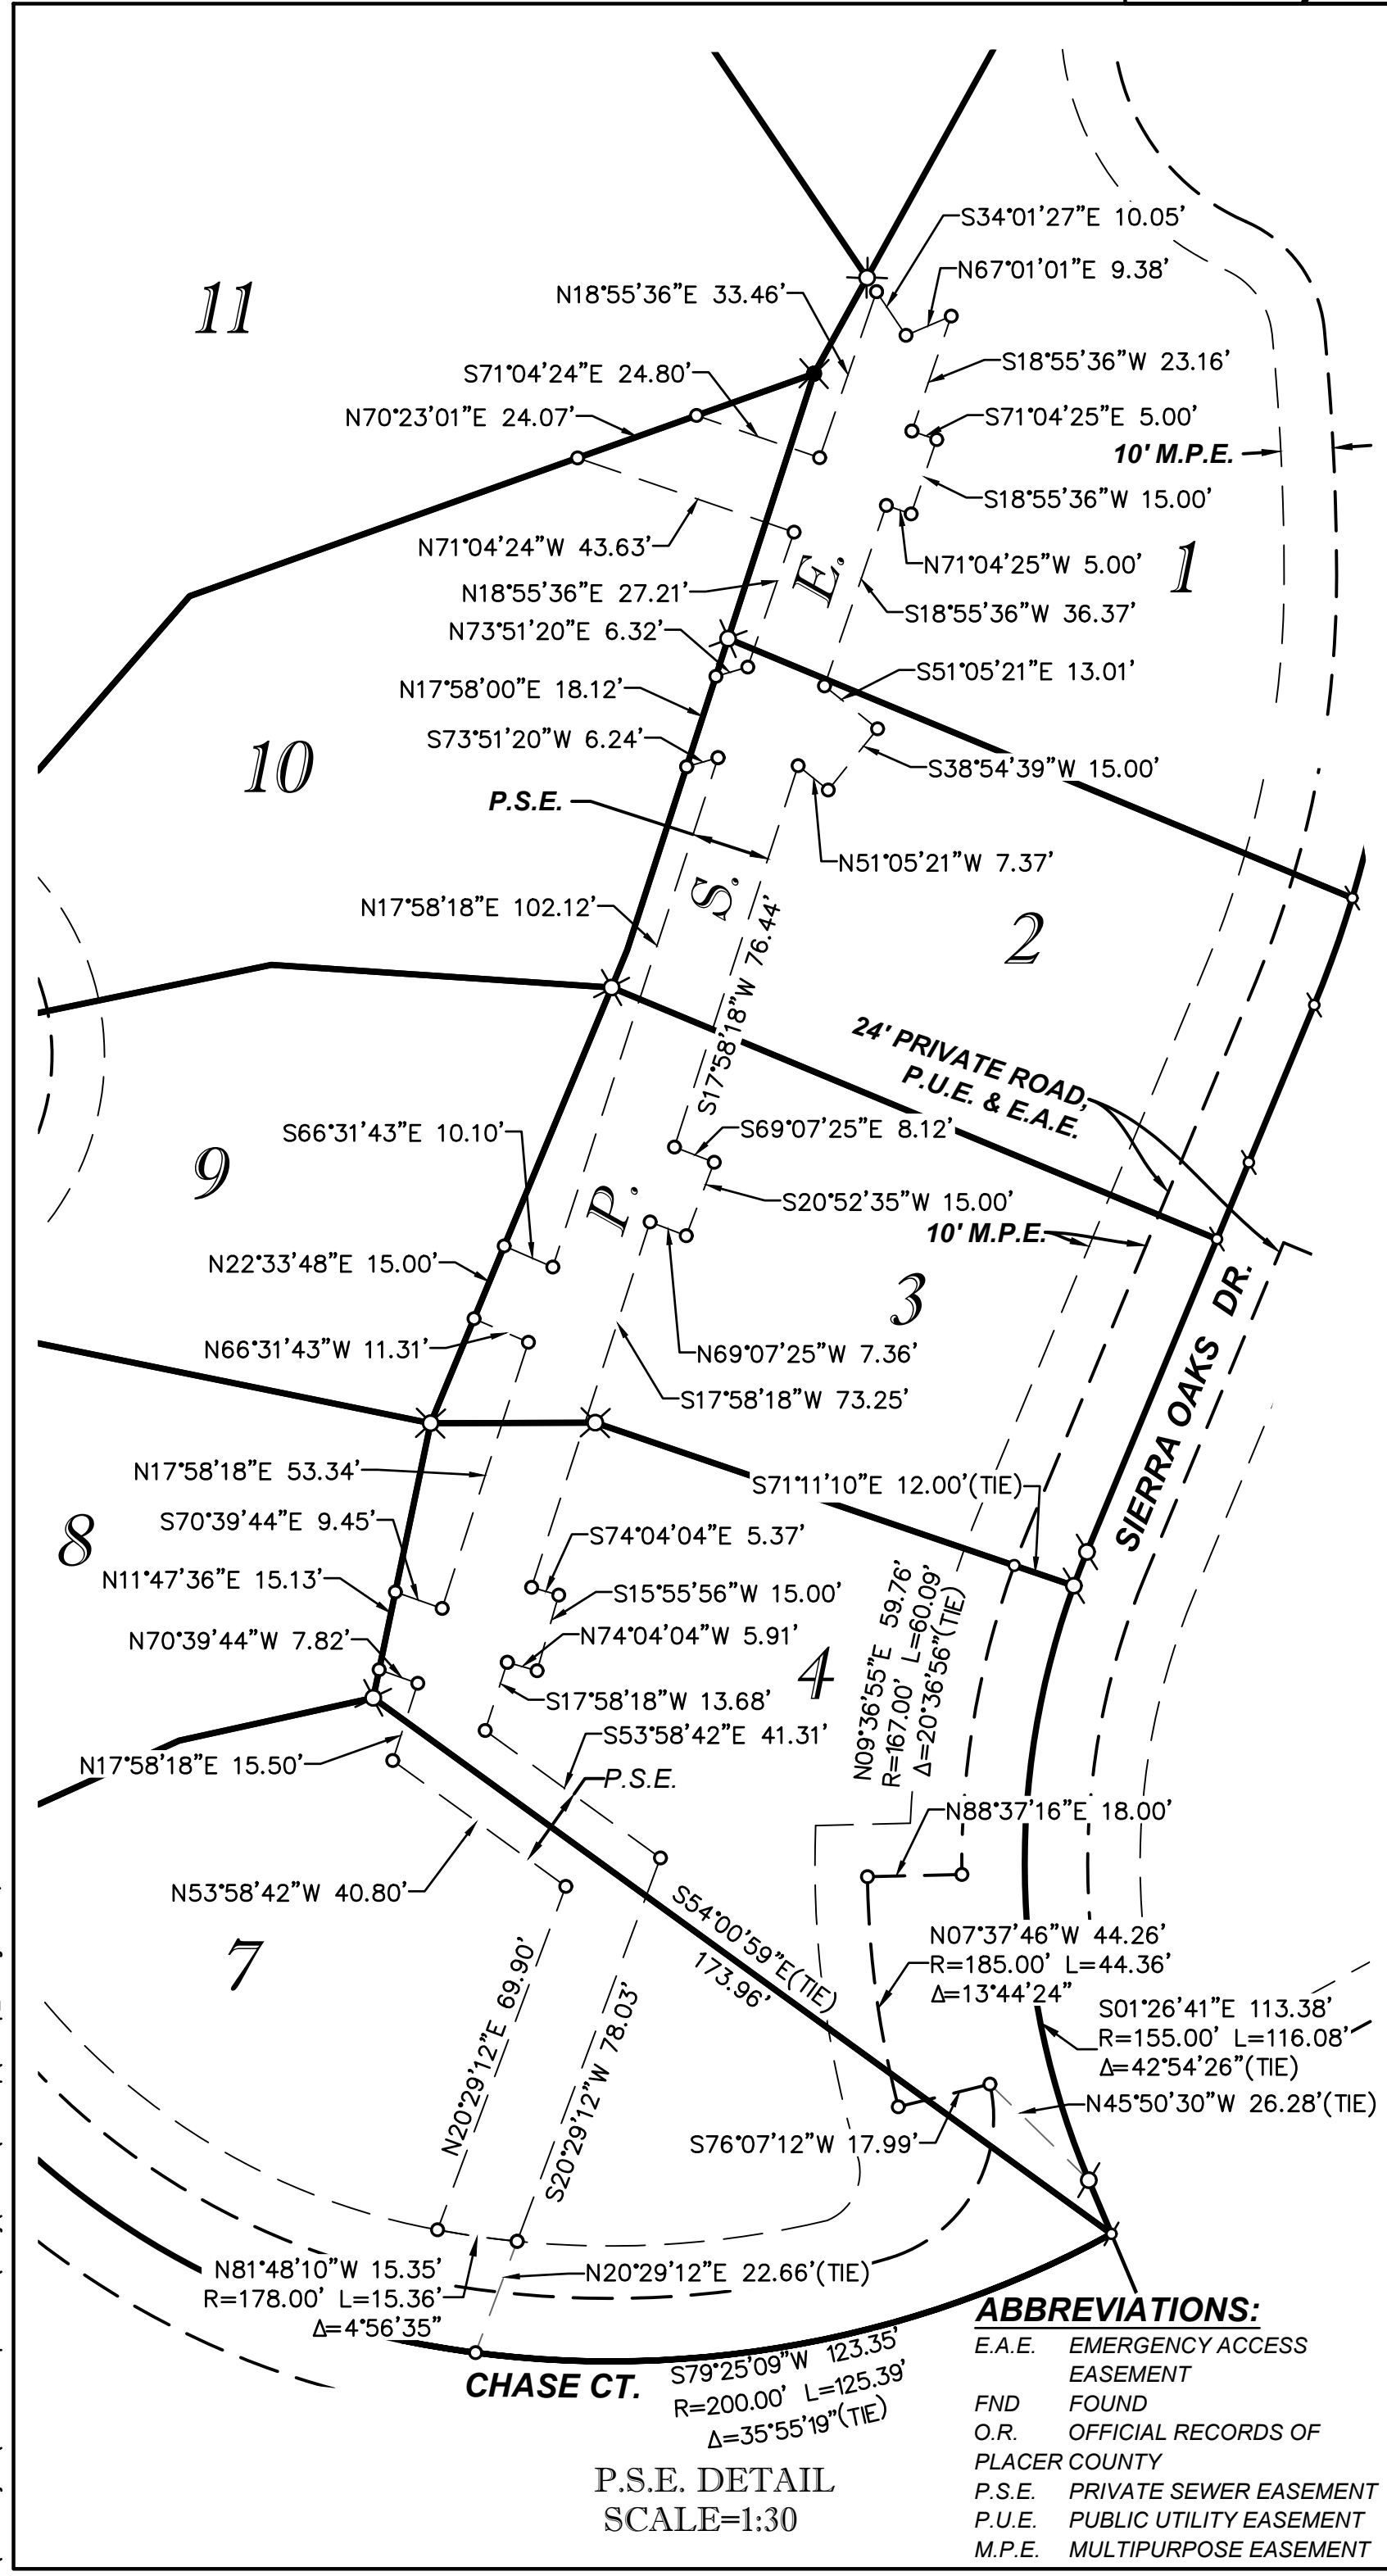 S34°01'27"E 10.05'
N67°01'01"E 9.38'
11
N18°55'36"E 33.46'
S71°04'24"E 24.80'
S18°55'36"W 23.16'
N70°23'01"E 24.07'
S71°04'25"E 5.00'
10' M.P.E.
S18°55'36"W 15.00'
N71°04'24"W 43.63'
N71°04'25"W 5.00'
1
E.
N18°55'36"E 27.21'
S18°55'36"W 36.37'
N73°51'20"E 6.32'
S51°05'21"E 13.01'
N17°58'00"E 18.12'
S73°51'20"W 6.24'
10
S38°54'39"W 15.00'
P.S.E.
N51°05'21"W 7.37'
S.
N17°58'18"E 102.12'
S17°58'18"W 76.44'
2
24' PRIVATE ROAD,
P.U.E. & E.A.E.
S66°31'43"E 10.10'
S69°07'25"E 8.12'
9
P.
S20°52'35"W 15.00'
10' M.P.E.
N22°33'48"E 15.00'
3
SIERRA OAKS DR.
N66°31'43"W 11.31'
N69°07'25"W 7.36'
S17°58'18"W 73.25'
N17°58'18"E 53.34'
S71°11'10"E 12.00'(TIE)
S70°39'44"E 9.45'
8
S74°04'04"E 5.37'
N11°47'36"E 15.13'
S15°55'56"W 15.00'
N70°39'44"W 7.82'
N74°04'04"W 5.91'
4
N09°36'55"E 59.76'
R=167.00' L=60.09'
Δ=20°36'56"(TIE)
S17°58'18"W 13.68'
S53°58'42"E 41.31'
N17°58'18"E 15.50'
P.S.E.
N88°37'16"E 18.00'
N53°58'42"W 40.80'
7
S54°00'59"E(TIE)
173.96'
N07°37'46"W 44.26'
R=185.00' L=44.36'
Δ=13°44'24"
N20°29'12"E 69.90'
S20°29'12"W 78.03'
S01°26'41"E 113.38'
R=155.00' L=116.08'
Δ=42°54'26"(TIE)
N45°50'30"W 26.28'(TIE)
S76°07'12"W 17.99'
N81°48'10"W 15.35'
R=178.00' L=15.36'
Δ=4°56'35"
N20°29'12"E 22.66'(TIE)
CHASE CT.
S79°25'09"W 123.35'
R=200.00' L=125.39'
Δ=35°55'19"(TIE)
P.S.E. DETAIL
SCALE=1:30
ABBREVIATIONS:
E.A.E. EMERGENCY ACCESS
EASEMENT
FND FOUND
O.R. OFFICIAL RECORDS OF
PLACER COUNTY
P.S.E. PRIVATE SEWER EASEMENT
P.U.E. PUBLIC UTILITY EASEMENT
M.P.E. MULTIPURPOSE EASEMENT